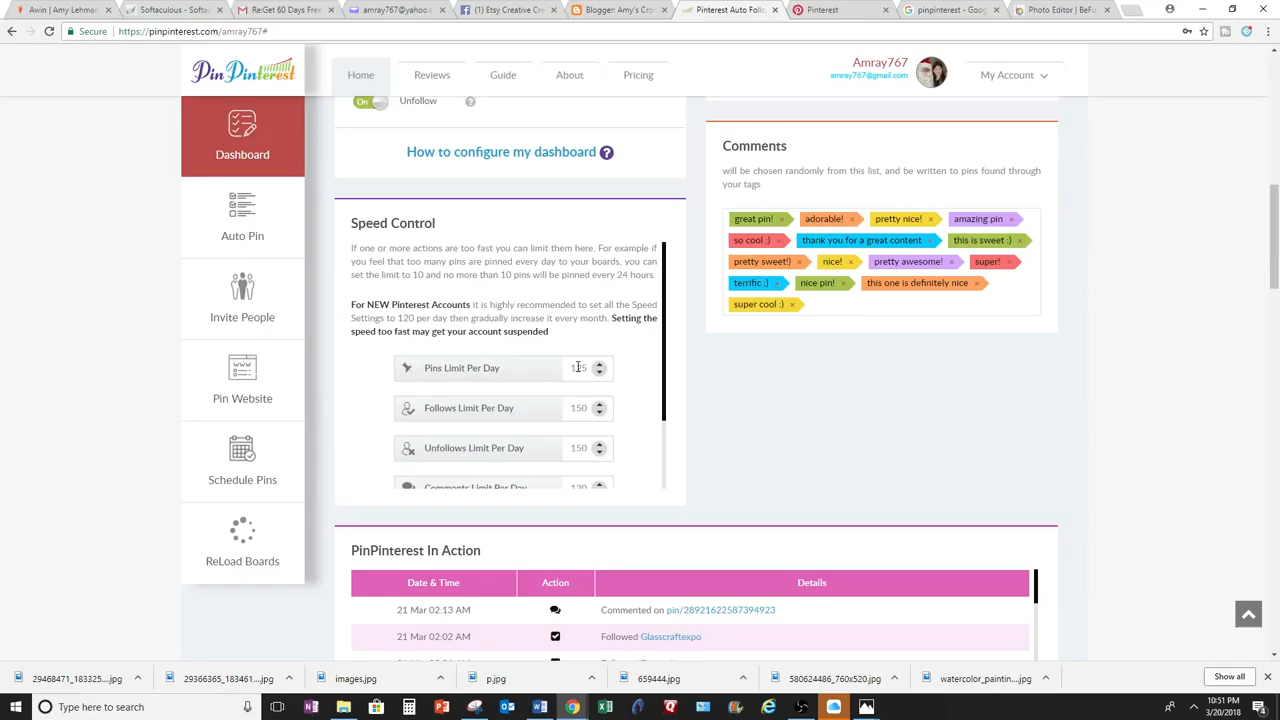 Avin | Amy Lehman
Softaculous - Softac
Re:Get 60 Days Free
amray767@yahoo.c
(1) Etsy Creative Cre
Blogger: Amy's Cro
Pinterest Auto Follo
Pinterest
pinpinterest - Goog
Photo Editor | BeFu
Secure | https://pinpinterest.com/amray767#
PinPinterest
Home
Reviews
Guide
About
Pricing
Amray767
amray767@gmail.com
My Account
On
Unfollow
?
How to configure my dashboard ?
Dashboard
Auto Pin
Invite People
WWW
Pin Website
Schedule Pins
ReLoad Boards
Speed Control
If one or more actions are too fast you can limit them here. For example if
you feel that too many pins are pinned every day to your boards, you can
set the limit to 10 and no more than 10 pins will be pinned every 24 hours.
For NEW Pinterest Accounts it is highly recommended to set all the Speed
Settings to 120 per day then gradually increase it every month. Setting the
speed too fast may get your account suspended
Pins Limit Per Day
Follows Limit Per Day 150
Unfollows Limit Per Day 150
Comments Limit Per Day 120
Comments
will be chosen randomly from this list, and be written to pins found through
your tags
great pin! × adorable! × pretty nice! × amazing pin ×
so cool :) × thank you for a great content × this is sweet :) ×
pretty sweet!) × nice! × pretty awesome! × super! ×
terrific :) × nice pin! × this one is definitely nice ×
super cool :) ×
PinPinterest In Action
Date & Time Action Details
21 Mar 02:13 AM Commented on pin/28921622587394923
21 Mar 02:02 AM Followed Glasscraftexpo
29468471_183325....jpg
29366365_183461....jpg
images.jpg
p.jpg
659444.jpg
580624486_760x520.jpg
watercolor_paintin....jpg
Show all
Type here to search
10:51 PM
3/20/2018